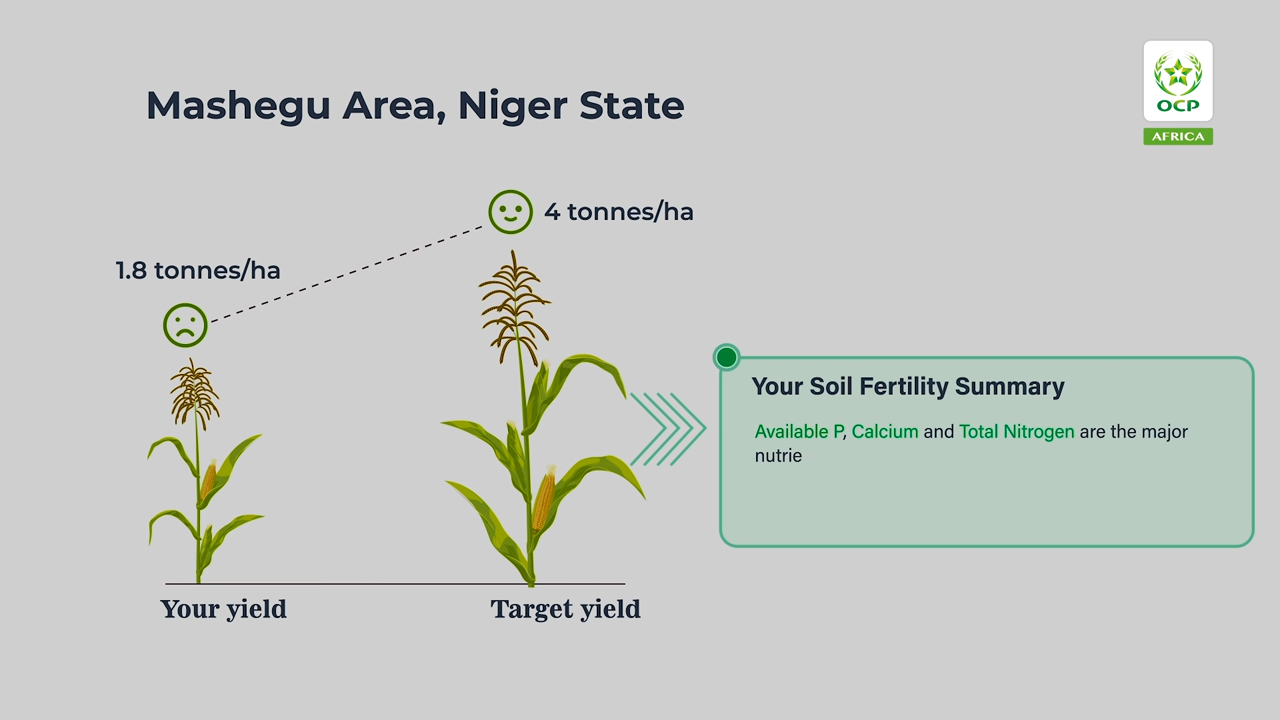 Mashegu Area, Niger State
OCP
AFRICA
4 tonnes/ha
1.8 tonnes/ha
Your Soil Fertility Summary
Available P, Calcium and Total Nitrogen are the major
nutrie
Your yield
Target yield